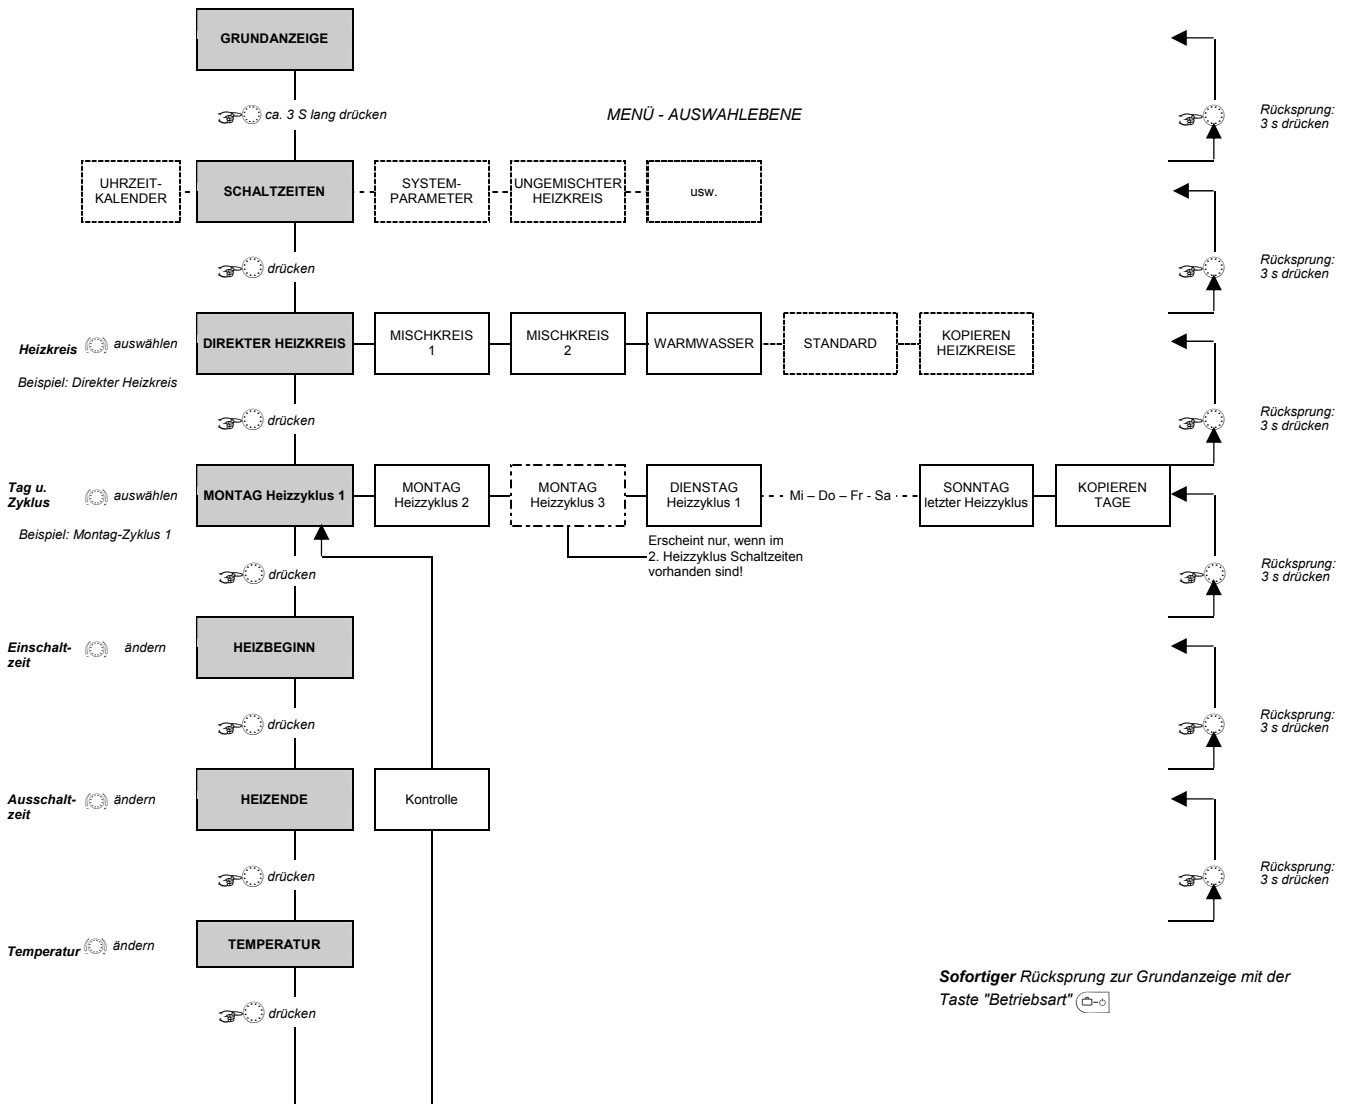 GRUNDANZEIGE
ca. 3 S lang drücken
MENÜ - AUSWAHLEBENE
Rücksprung:
3 s drücken
UHRZEIT-
KALENDER
SCHALTZEITEN
SYSTEM-
PARAMETER
UNGEMISCHTER
HEIZKREIS
usw.
drücken
Rücksprung:
3 s drücken
Heizkreis auswählen
Beispiel: Direkter Heizkreis
DIREKTER HEIZKREIS
MISCHKREIS
1
MISCHKREIS
2
WARMWASSER
STANDARD
KOPIEREN
HEIZKREISE
drücken
Rücksprung:
3 s drücken
Tag u.
Zyklus auswählen
Beispiel: Montag-Zyklus 1
MONTAG Heizzyklus 1
MONTAG
Heizzyklus 2
MONTAG
Heizzyklus 3
DIENSTAG
Heizzyklus 1
Mi – Do – Fr - Sa
SONNTAG
letzter Heizzyklus
KOPIEREN
TAGE
Erscheint nur, wenn im
2. Heizzyklus Schaltzeiten
vorhanden sind!
drücken
Rücksprung:
3 s drücken
Einschalt-
zeit ändern
HEIZBEGINN
drücken
Rücksprung:
3 s drücken
Ausschalt-
zeit ändern
HEIZENDE
Kontrolle
drücken
Rücksprung:
3 s drücken
Temperatur ändern
TEMPERATUR
drücken
Sofortiger Rücksprung zur Grundanzeige mit der
Taste "Betriebsart"